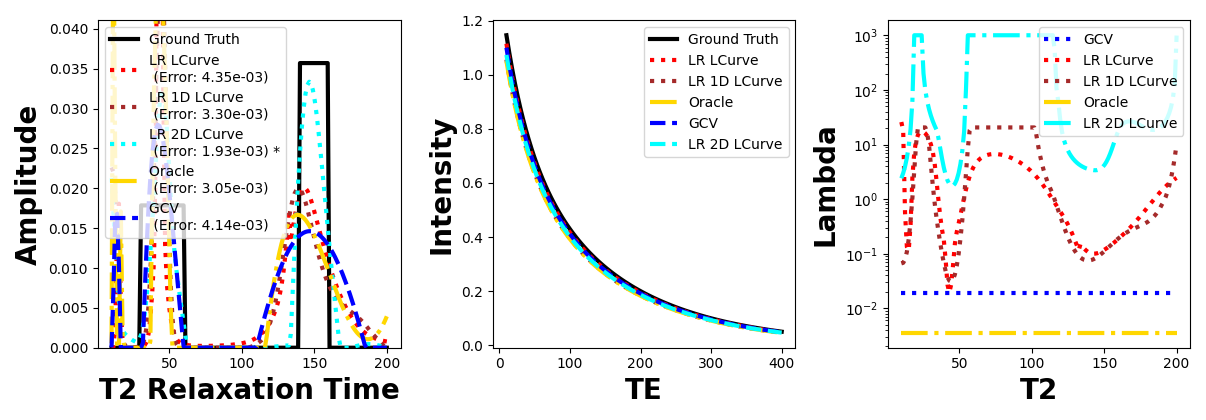 0.040
0.035
0.030
0.025
0.020
0.015
0.010
0.005
0.000
Amplitude
Ground Truth
LR LCurve
(Error: 4.35e-03)
LR 1D LCurve
(Error: 3.30e-03)
LR 2D LCurve
(Error: 1.93e-03) *
Oracle
(Error: 3.05e-03)
GCV
(Error: 4.14e-03)
50 100 150 200
T2 Relaxation Time
1.2
1.0
0.8
0.6
0.4
0.2
0.0
Intensity
Ground Truth
LR LCurve
LR 1D LCurve
Oracle
GCV
LR 2D LCurve
0 100 200 300 400
TE
10³
10²
10¹
10⁰
10⁻¹
10⁻²
Lambda
GCV
LR LCurve
LR 1D LCurve
Oracle
LR 2D LCurve
50 100 150 200
T2